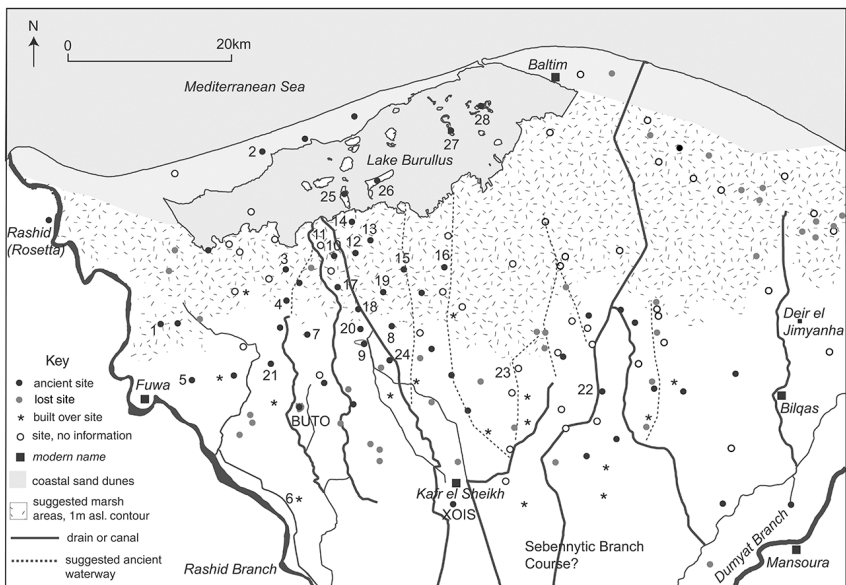 N
0 20km
Baltim
Mediterranean Sea
28
27
2
Lake Burullus
26
25
Rashid
(Rosetta)
14
13
11
10
12
3
15
16
17
19
4
18
1
7
20
8
9
24
Deir el
Jimyanha
Key
ancient site
lost site
built over site
site, no information
modern name
coastal sand dunes
suggested marsh
areas, 1m asl. contour
drain or canal
suggested ancient
waterway
Fuwa
5
21
23
22
Bilqas
BUTO
6
Kafr el Sheikh
XOIS
Sebennytic Branch
Course?
Rashid Branch
Dumyat Branch
Mansoura